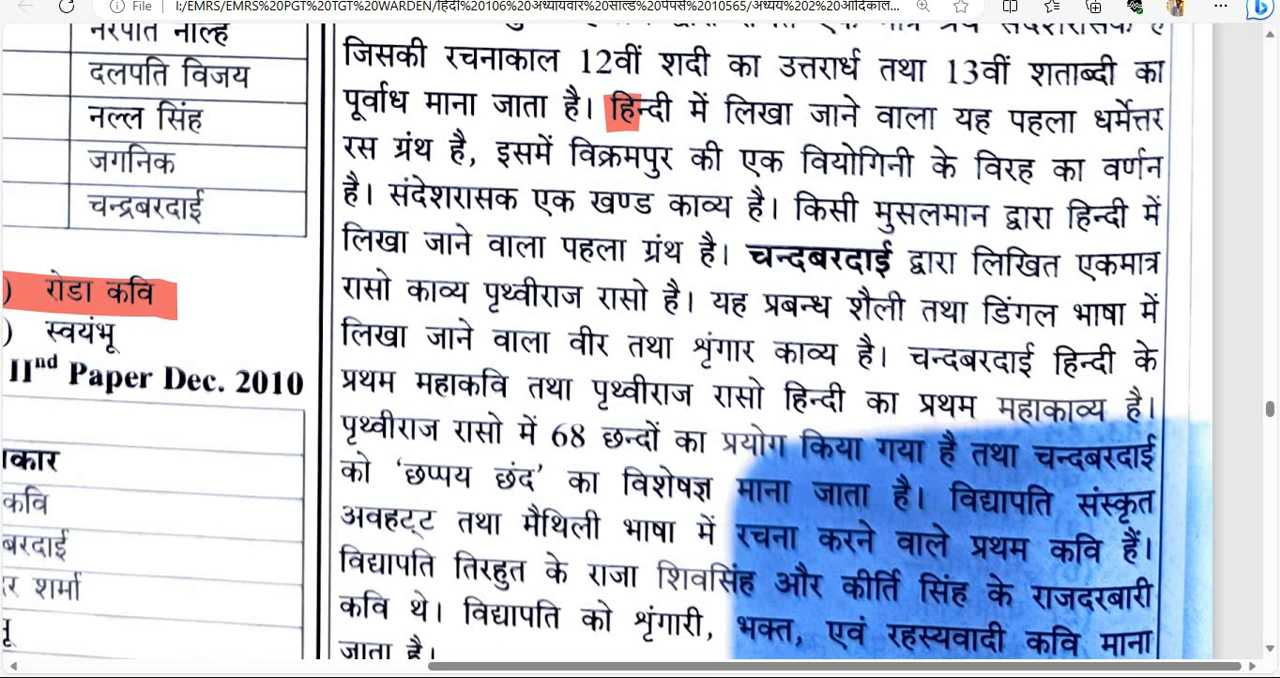 File
I:/EMRS/EMRS%20PGT%20TGT%20WARDEN/हिंदी%20106%20अध्यायवार%20साल्वड%20पेपर्स%2010565/अध्याय%202%20आदिकाल...
नरपति नाल्ह
दलपति विजय
नल्ल सिंह
जगनिक
चन्द्रबरदाई
) रोडा कवि
) स्वयंभू
IInd Paper Dec. 2010
कवि
बरदाई
शर्मा
जिसकी रचनाकाल 12वीं शदी का उत्तरार्ध तथा 13वीं शताब्दी का
पूर्वाध माना जाता है। हिन्दी में लिखा जाने वाला यह पहला धर्मेत्तर
रस ग्रंथ है, इसमें विक्रमपुर की एक वियोगिनी के विरह का वर्णन
है। संदेशरासक एक खण्ड काव्य है। किसी मुसलमान द्वारा हिन्दी में
लिखा जाने वाला पहला ग्रंथ है। चन्दबरदाई द्वारा लिखित एकमात्र
रासो काव्य पृथ्वीराज रासो है। यह प्रबन्ध शैली तथा डिंगल भाषा में
लिखा जाने वाला वीर तथा शृंगार काव्य है। चन्दबरदाई हिन्दी के
प्रथम महाकवि तथा पृथ्वीराज रासो हिन्दी का प्रथम महाकाव्य है।
पृथ्वीराज रासो में 68 छन्दों का प्रयोग किया गया है तथा चन्दबरदाई
को ‘छप्पय छंद’ का विशेषज्ञ माना जाता है। विद्यापति संस्कृत
अवहट्ट तथा मैथिली भाषा में रचना करने वाले प्रथम कवि हैं।
विद्यापति तिरहुत के राजा शिवसिंह और कीर्ति सिंह के राजदरबारी
कवि थे। विद्यापति को शृंगारी, भक्त, एवं रहस्यवादी कवि माना
जाता है।